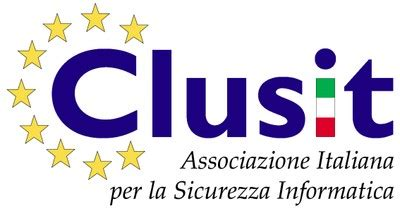 Clusit
Associazione Italiana
per la Sicurezza Informatica